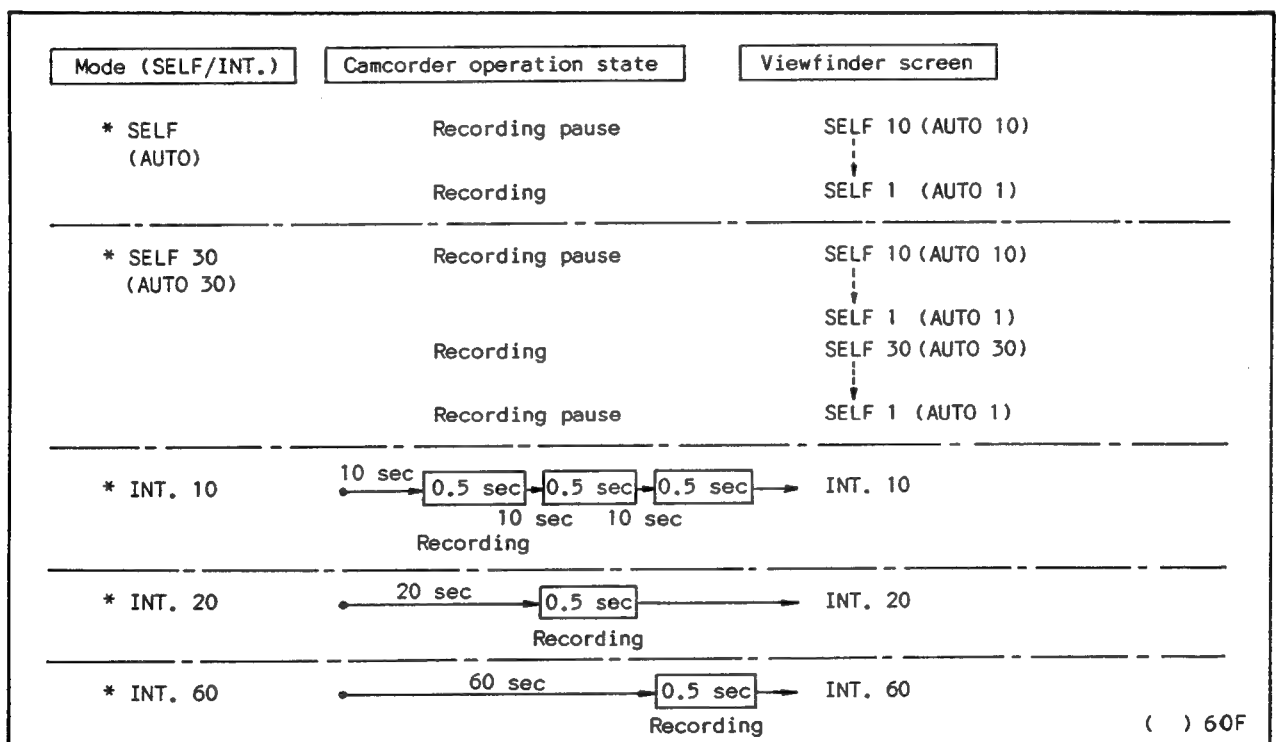 Mode (SELF/INT.) Camcorder operation state Viewfinder screen
* SELF Recording pause SELF 10 (AUTO 10)
(AUTO)
Recording SELF 1 (AUTO 1)
* SELF 30 Recording pause SELF 10 (AUTO 10)
(AUTO 30)
SELF 1 (AUTO 1)
Recording SELF 30 (AUTO 30)
Recording pause SELF 1 (AUTO 1)
* INT. 10 10 sec 0.5 sec 0.5 sec 0.5 sec INT. 10
10 sec 10 sec
Recording
* INT. 20 20 sec 0.5 sec INT. 20
Recording
* INT. 60 60 sec 0.5 sec INT. 60
Recording ( ) 60F